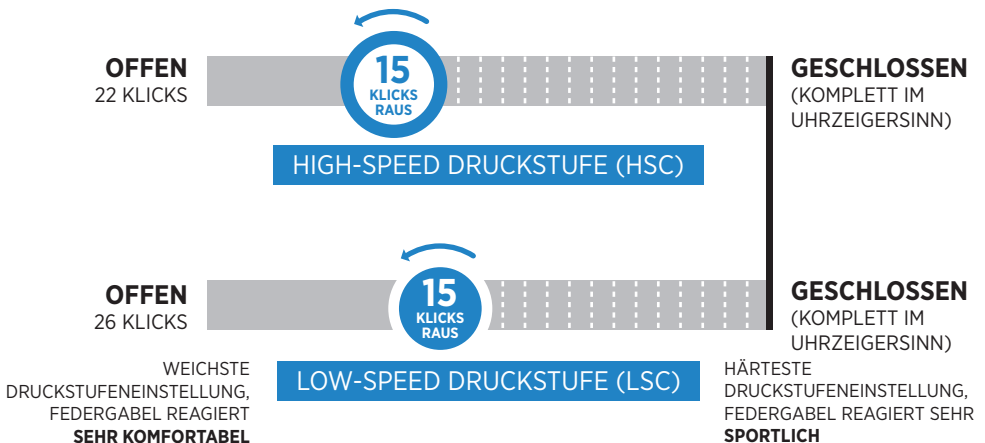 OFFEN
22 KLICKS
15
KLICKS
RAUS
GESCHLOSSEN
(KOMPLETT IM
UHRZEIGERSINN)
HIGH-SPEED DRUCKSTUFE (HSC)
OFFEN
26 KLICKS
15
KLICKS
RAUS
GESCHLOSSEN
(KOMPLETT IM
UHRZEIGERSINN)
WEICHSTE
DRUCKSTUFENEINSTELLUNG,
FEDERGABEL REAGIERT
SEHR KOMFORTABEL
LOW-SPEED DRUCKSTUFE (LSC)
HÄRTESTE
DRUCKSTUFENEINSTELLUNG,
FEDERGABEL REAGIERT SEHR
SPORTLICH